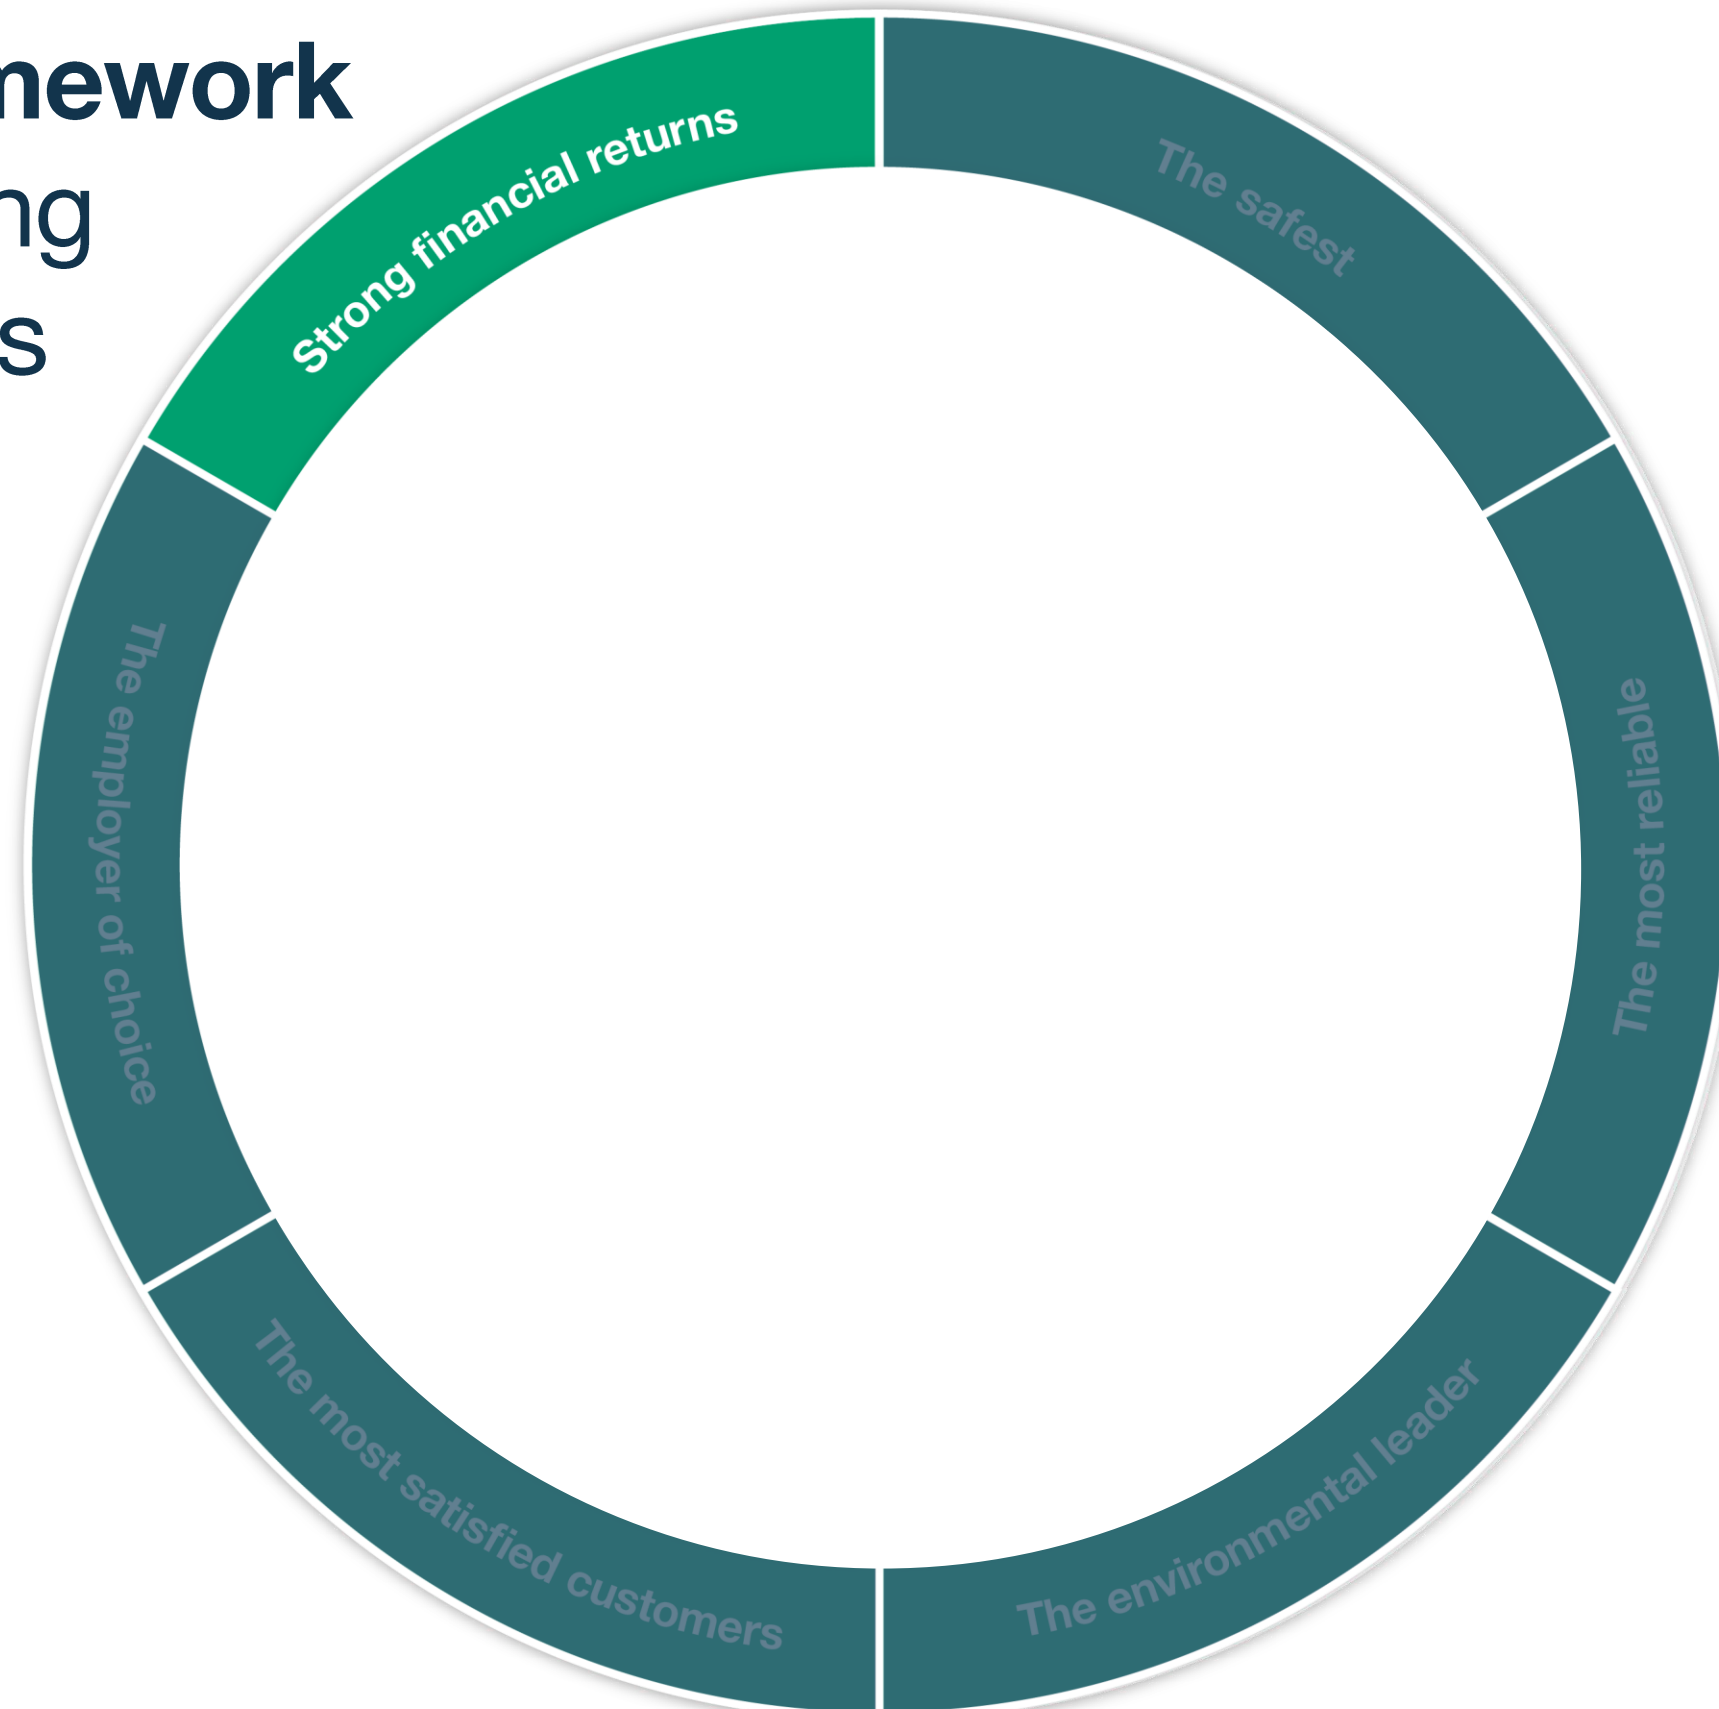 mework
ng
s
Strong financial returns
The safest
The most reliable
The environmental leader
The most satisfied customers
The employer of choice